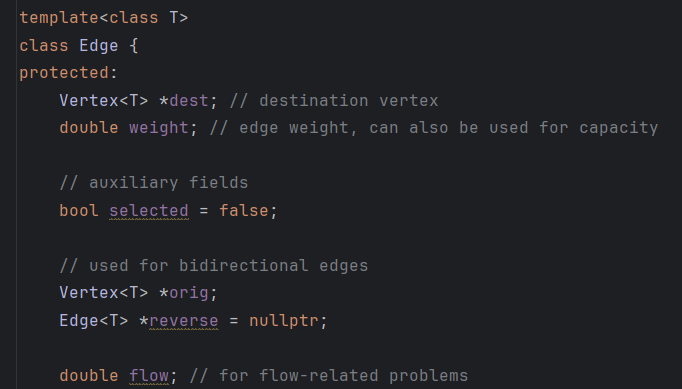 template<class T>
class Edge {
protected:
    Vertex<T> *dest; // destination vertex
    double weight; // edge weight, can also be used for capacity
    // auxiliary fields
    bool selected = false;
    // used for bidirectional edges
    Vertex<T> *orig;
    Edge<T> *reverse = nullptr;
    double flow; // for flow-related problems